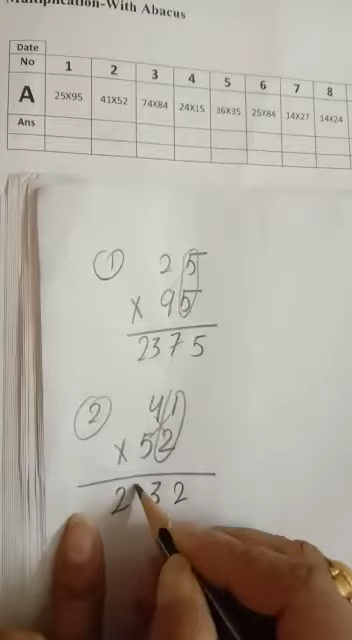 Multiplication-With Abacus
Date
No 1 2 3 4 5 6 7 8
A 25X95 41X52 74X84 24X15 36X35 25X84 14X27 14X24
Ans
① 25
x 95
2375
② 41
x 52
2 32